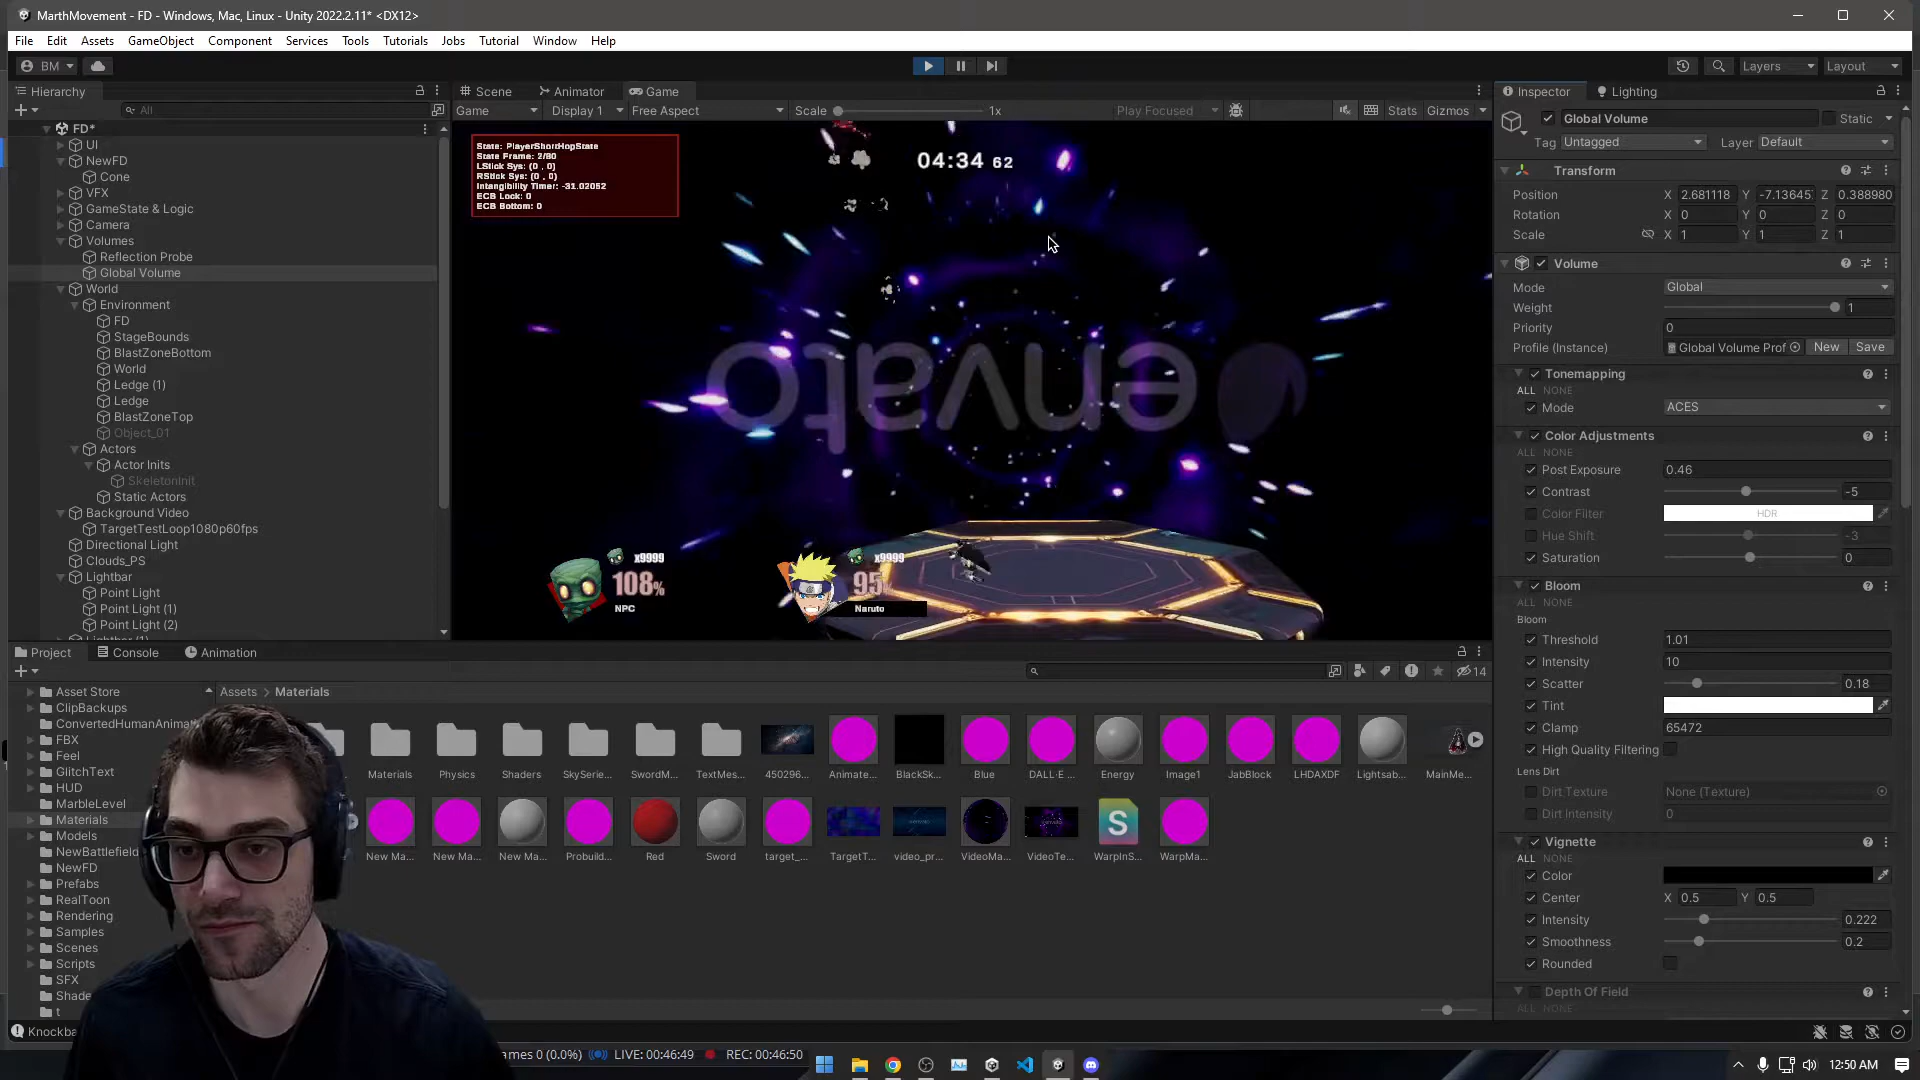 MarthMovement - FD - Windows, Mac, Linux - Unity 2022.2.11* <DX12>
File Edit Assets GameObject Component Services Tools Tutorials Jobs Tutorial Window Help
BM
Layers Layout
Hierarchy
All
FD*
UI
NewFD
Cone
VFX
GameState & Logic
Camera
Volumes
Reflection Probe
Global Volume
World
Environment
FD
StageBounds
BlastZoneBottom
World
Ledge (1)
Ledge
BlastZoneTop
Object_01
Actors
Actor Inits
SkeletonInit
Static Actors
Background Video
TargetTestLoop1080p60fps
Directional Light
Clouds_PS
Lightbar
Point Light
Point Light (1)
Point Light (2)
Lightbar (1)
Scene Animator Game
Game Display 1 Free Aspect Scale 1x Play Focused Stats Gizmos
State: PlayerShordHopState
State Frame: 2/80
LStick Sys: (0 , 0)
RStick Sys: (0 , 0)
Intangibility Timer: -31.02052
ECB Lock: 0
ECB Bottom: 0
04:34 62
envato
x9999
108%
NPC
x9999
95
Naruto
Inspector Lighting
Global Volume Static
Tag Untagged Layer Default
Transform
Position X 2.681118 Y -7.13645 Z 0.388980
Rotation X 0 Y 0 Z 0
Scale X 1 Y 1 Z 1
Volume
Mode Global
Weight 1
Priority 0
Profile (Instance) Global Volume Prof New Save
Tonemapping
ALL NONE
Mode ACES
Color Adjustments
ALL NONE
Post Exposure 0.46
Contrast -5
Color Filter HDR
Hue Shift -3
Saturation 0
Bloom
ALL NONE
Bloom
Threshold 1.01
Intensity 10
Scatter 0.18
Tint
Clamp 65472
High Quality Filtering
Lens Dirt
Dirt Texture None (Texture)
Dirt Intensity 0
Vignette
ALL NONE
Color
Center X 0.5 Y 0.5
Intensity 0.222
Smoothness 0.2
Rounded
Depth Of Field
ALL NONE
Project Console Animation
14
Asset Store
ClipBackups
ConvertedHumanAnimat
FBX
Feel
GlitchText
HUD
MarbleLevel
Materials
Models
NewBattlefield
NewFD
Prefabs
RealToon
Rendering
Samples
Scenes
Scripts
SFX
Shade
t
Assets > Materials
Materials Physics Shaders SkySerie... SwordM... TextMes... 450296... Animate... BlackSk... Blue DALL·E ... Energy Image1 JabBlock LHDAXDF Lightsab... MainMe...
New Ma... New Ma... New Ma... Probuild... Red Sword target_... TargetT... video_pr... VideoMa... VideoTe... WarpInS... WarpMa...
S
Knockba
ames 0 (0.0%) LIVE: 00:46:49 REC: 00:46:50
12:50 AM